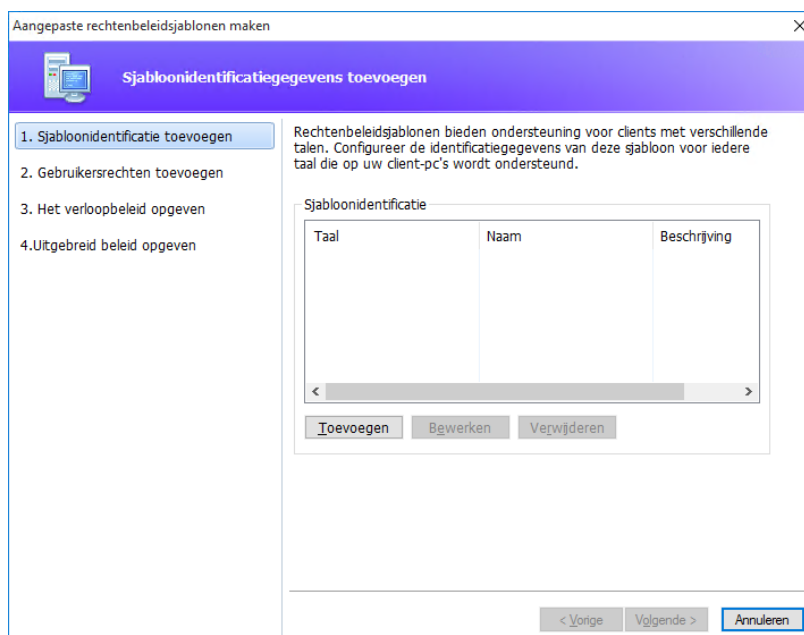 Aangepaste rechtenbeleidsjablonen maken
Sjabloonidentificatiegegevens toevoegen
1. Sjabloonidentificatie toevoegen
2. Gebruikersrechten toevoegen
3. Het verloopbeleid opgeven
4.Uitgebreid beleid opgeven
Rechtenbeleidsjablonen bieden ondersteuning voor clients met verschillende
talen. Configureer de identificatiegegevens van deze sjabloon voor iedere
taal die op uw client-pc's wordt ondersteund.
Sjabloonidentificatie
Taal Naam Beschrijving
Toevoegen Bewerken Verwijderen
< Vorige Volgende > Annuleren